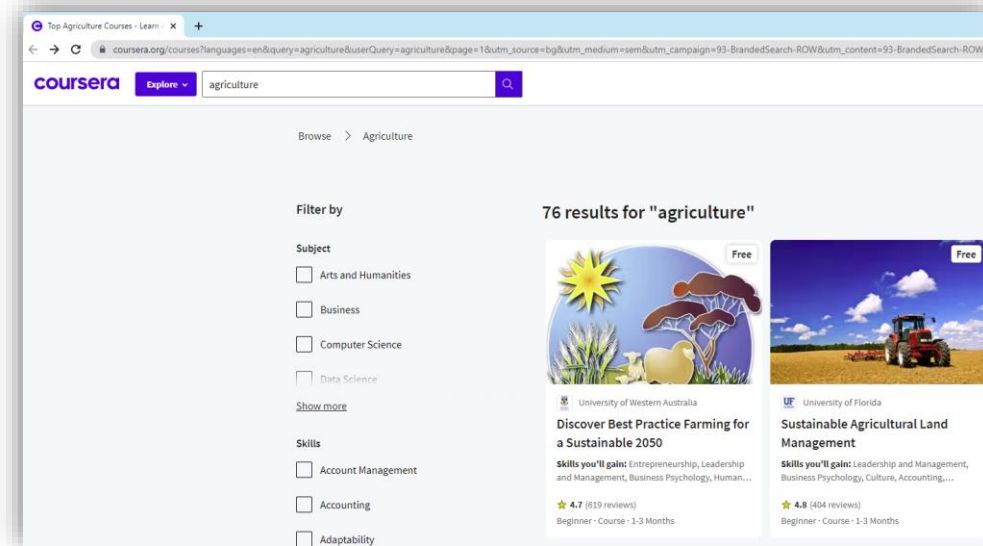 Top Agriculture Courses - Learn
coursera.org/courses?languages=en&query=agriculture&userQuery=agriculture&page=1&utm_source=bg&utm_medium=sem&utm_campaign=93-BrandedSearch-ROW&utm_content=93-BrandedSearch-ROW
coursera
Explore
agriculture
Browse > Agriculture
Filter by
Subject
Arts and Humanities
Business
Computer Science
Data Science
Show more
Skills
Account Management
Accounting
Adaptability
76 results for "agriculture"
Free
University of Western Australia
Discover Best Practice Farming for
a Sustainable 2050
Skills you'll gain: Entrepreneurship, Leadership
and Management, Business Psychology, Human...
4.7 (619 reviews)
Beginner · Course · 1-3 Months
Free
UF University of Florida
Sustainable Agricultural Land
Management
Skills you'll gain: Leadership and Management,
Business Psychology, Culture, Accounting,...
4.8 (404 reviews)
Beginner · Course · 1-3 Months